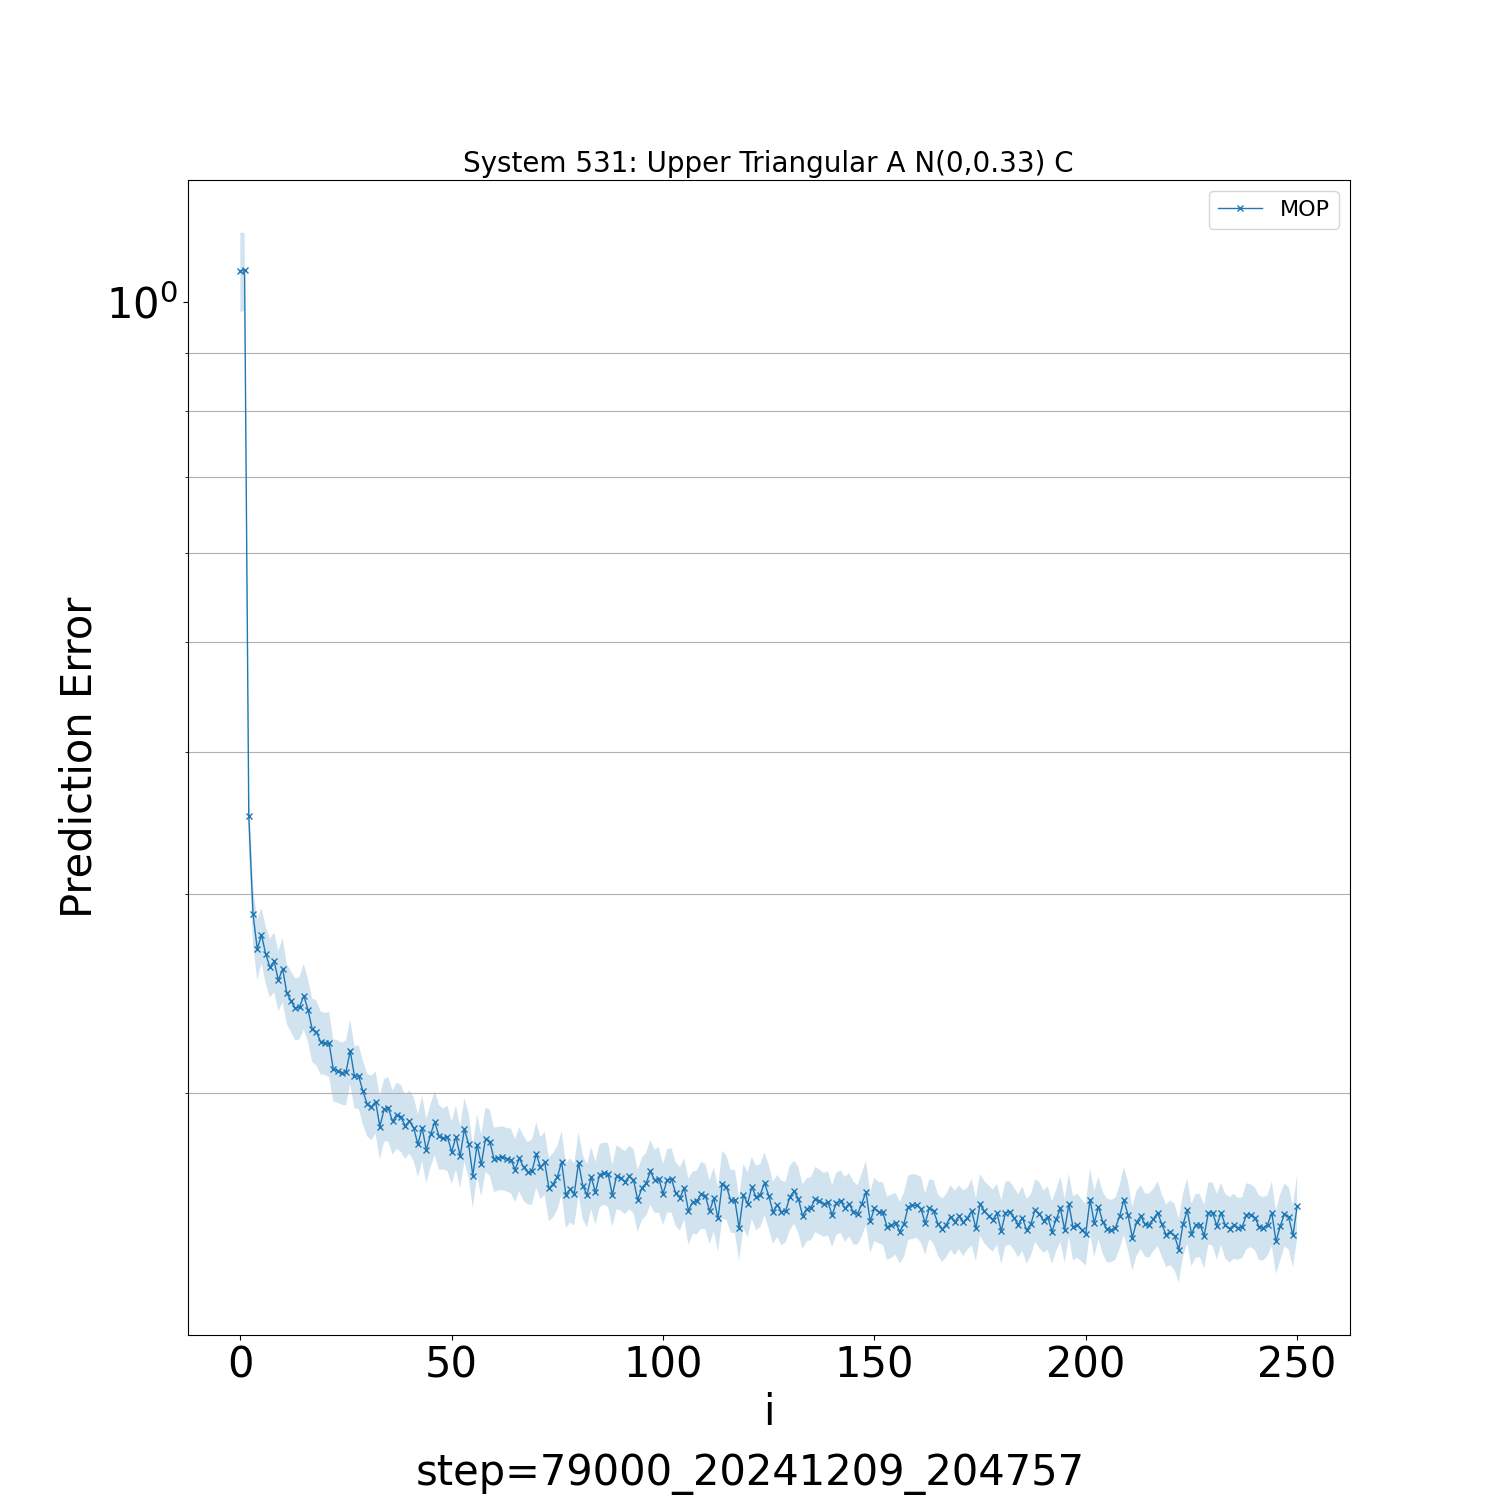 System 531: Upper Triangular A N(0,0.33) C
MOP
10⁰
Prediction Error
0 50 100 150 200 250
i
step=79000_20241209_204757